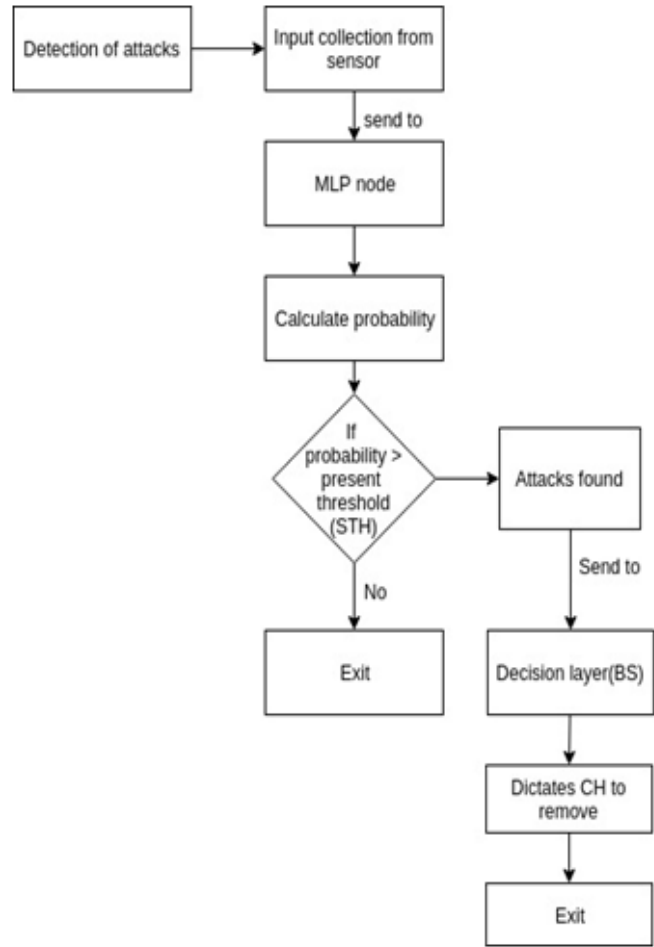 Detection of attacks
Input collection from
sensor
send to
MLP node
Calculate probability
If
probability >
present
threshold
(STH)
Attacks found
No
Send to
Exit
Decision layer(BS)
Dictates CH to
remove
Exit